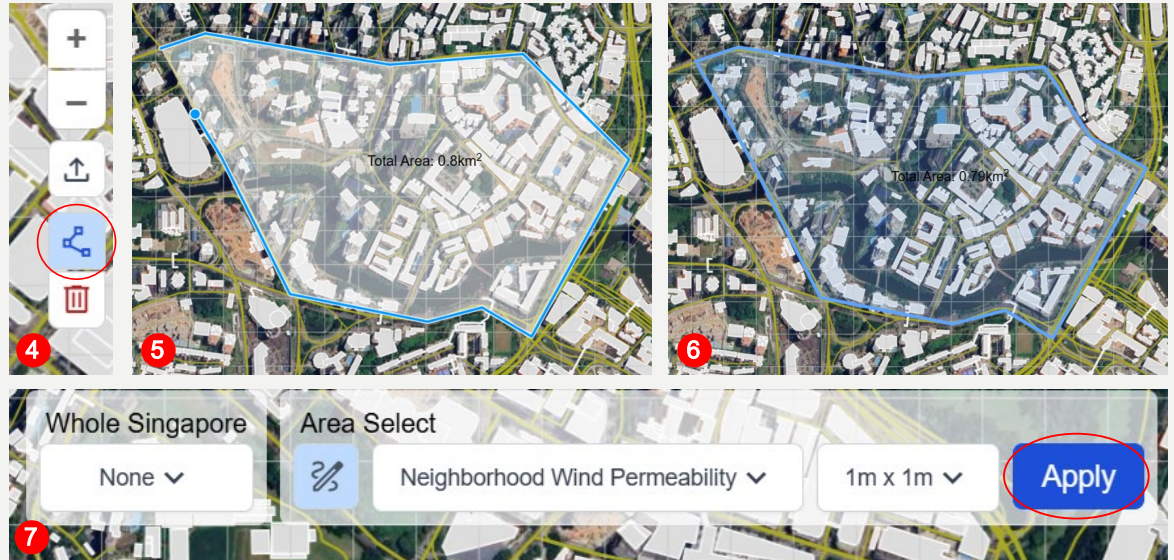 +
−
4
Total Area: 0.8km²
5
Total Area: 0.79km²
6
Whole Singapore
Area Select
None
Neighborhood Wind Permeability
1m x 1m
Apply
7